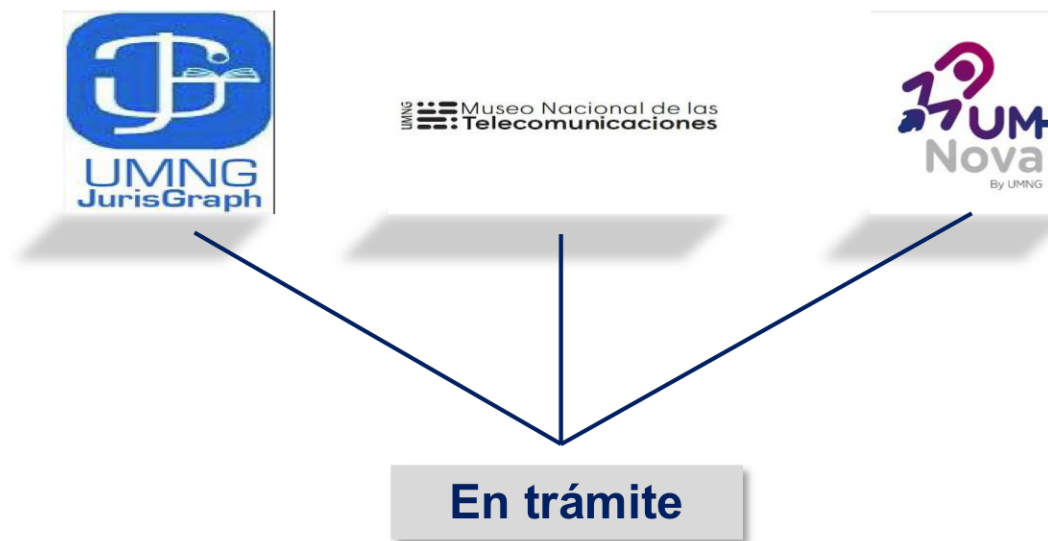 UMNG
JurisGraph
UMNG
Museo Nacional de las
Telecomunicaciones
UM-
Nova
By UMNG
En trámite